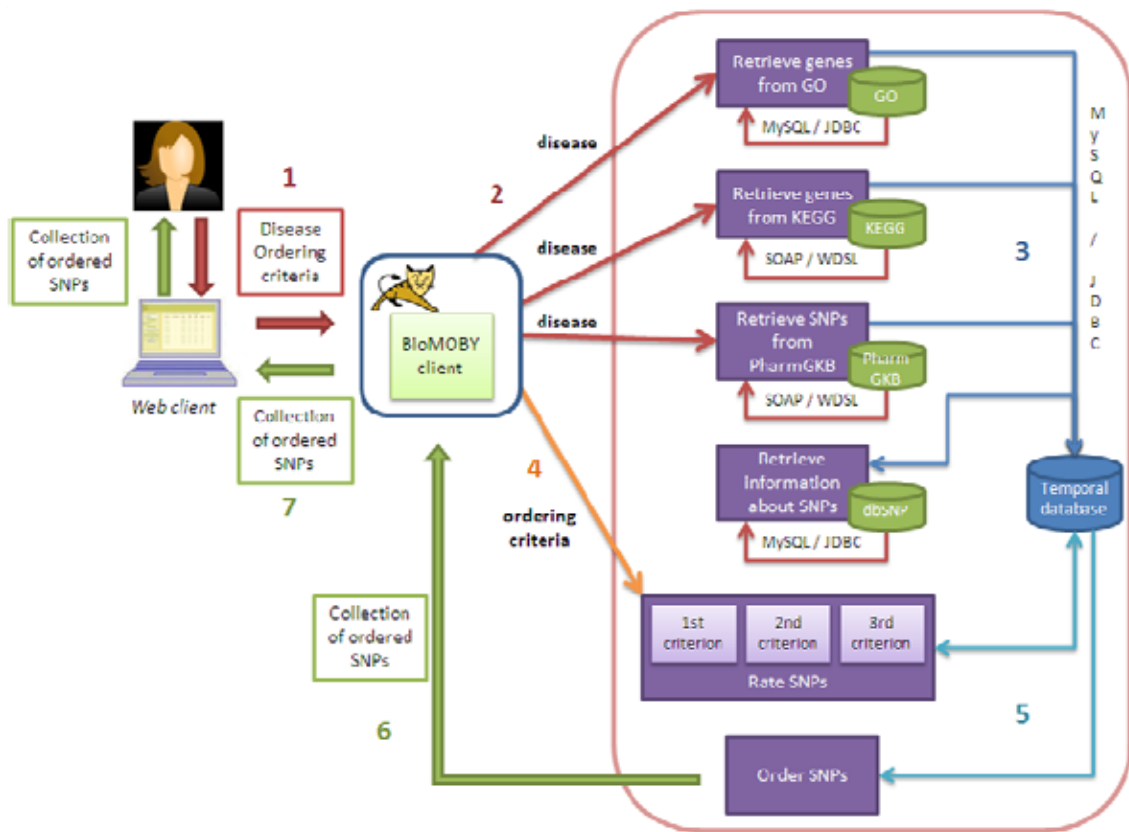 Retrieve genes
from GO
GO
MySQL / JDBC
disease
1
2
Disease
Ordering
criteria
Collection
of ordered
SNPs
Retrieve genes
from KEGG
KEGG
SOAP / WDSL
disease
MySQL / JDBC
3
BioMOBY
client
disease
Retrieve SNPs
from
PharmGKB
Pharm
GKB
SOAP / WDSL
Web client
Collection
of ordered
SNPs
7
4
ordering
criteria
Retrieve
information
about SNPs
dbSNP
MySQL / JDBC
Temporal
database
Collection
of ordered
SNPs
6
1st
criterion
2nd
criterion
3rd
criterion
Rate SNPs
5
Order SNPs